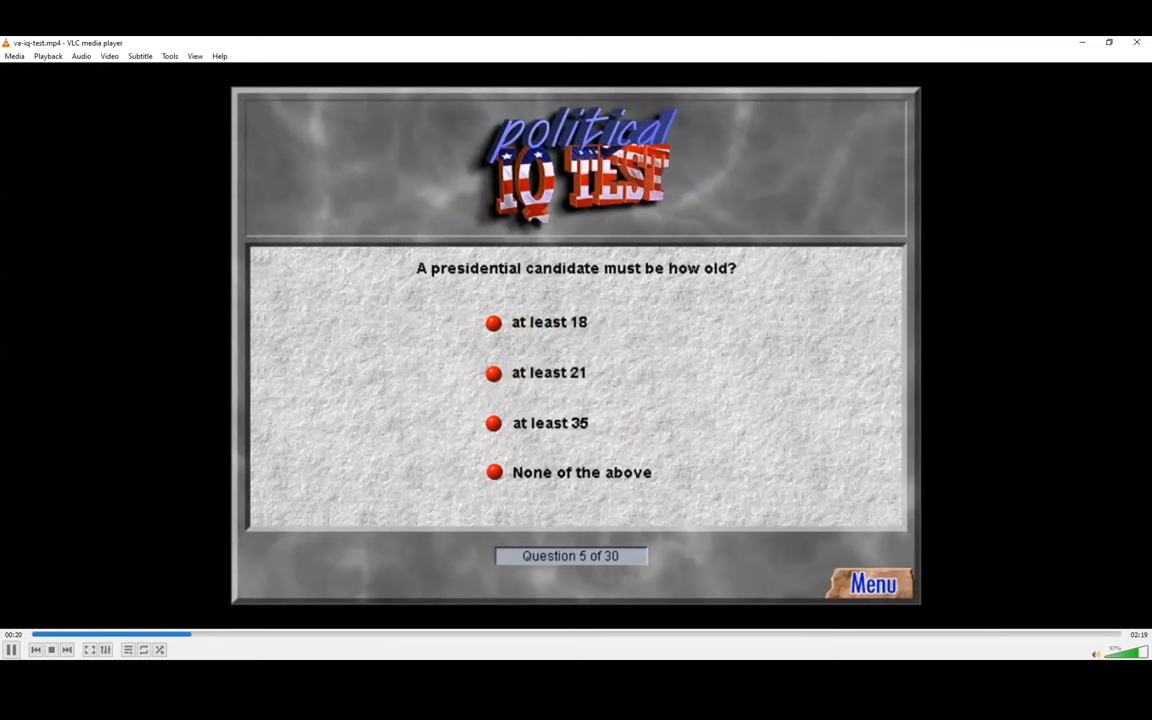 va-iq-test.mp4 - VLC media player
Media Playback Audio Video Subtitle Tools View Help
political
IQ TEST
A presidential candidate must be how old?
at least 18
at least 21
at least 35
None of the above
Question 5 of 30
Menu
00:20
02:19
97%